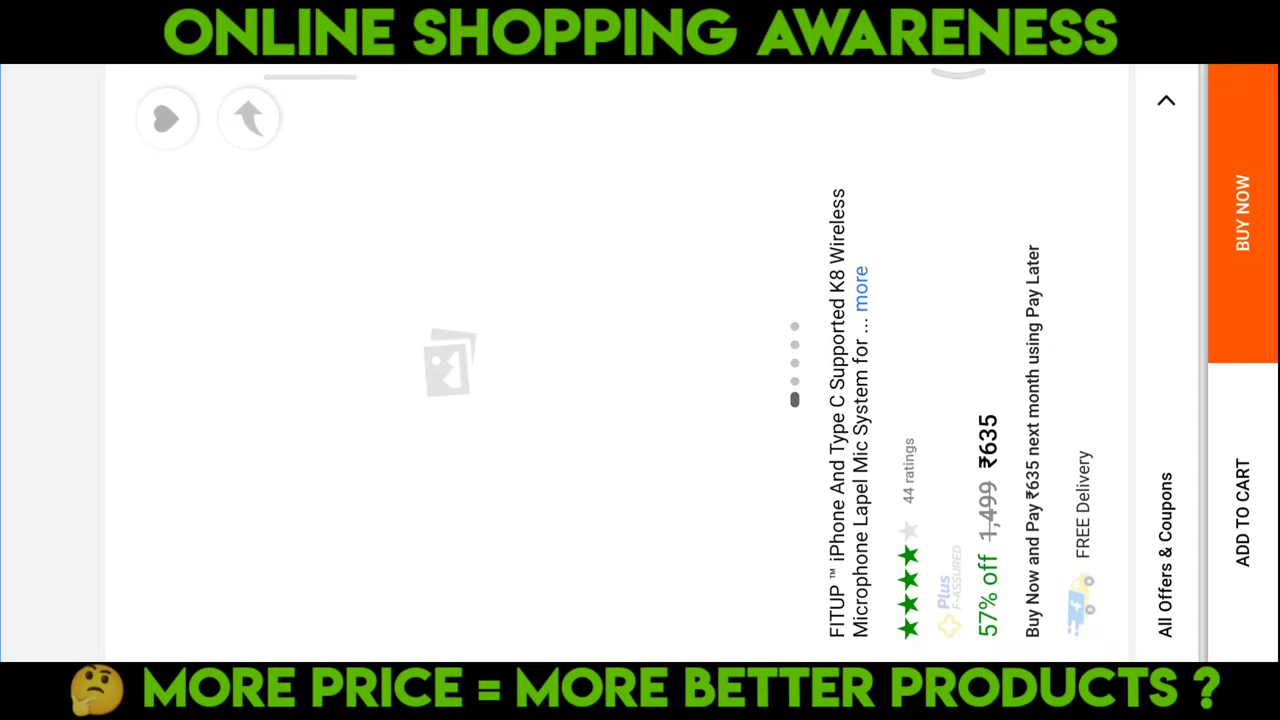 ONLINE SHOPPING AWARENESS
FITUP ™ iPhone And Type C Supported K8 Wireless
Microphone Lapel Mic System for ... more
44 ratings
Plus
F-ASSURED
57% off 1,499 ₹635
Buy Now and Pay ₹635 next month using Pay Later
FREE Delivery
All Offers & Coupons
ADD TO CART
BUY NOW
MORE PRICE = MORE BETTER PRODUCTS ?